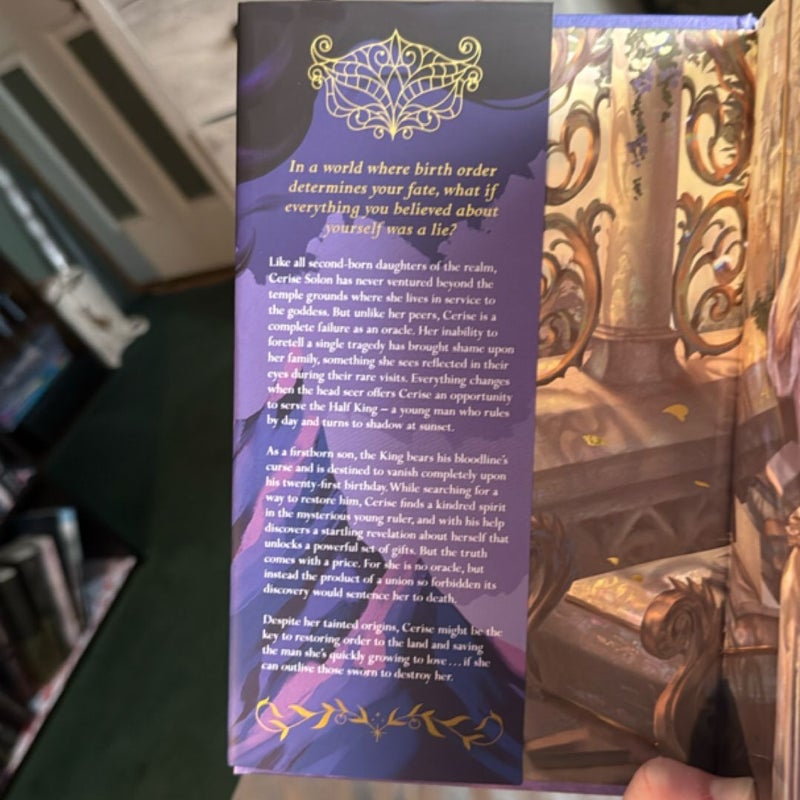 In a world where birth order
determines your fate, what if
everything you believed about
yourself was a lie?
Like all second-born daughters of the realm,
Cerise Solon has never ventured beyond the
temple grounds where she lives in service to
the goddess. But unlike her peers, Cerise is a
complete failure as an oracle. Her inability to
foretell a single tragedy has brought shame upon
her family, something she sees reflected in their
eyes during their rare visits. Everything changes
when the head seer offers Cerise an opportunity
to serve the Half King – a young man who rules
by day and turns to shadow at sunset.
As a firstborn son, the King bears his bloodline's
curse and is destined to vanish completely upon
his twenty-first birthday. While searching for a
way to restore him, Cerise finds a kindred spirit
in the mysterious young ruler, and with his help
discovers a startling revelation about herself that
unlocks a powerful set of gifts. But the truth
comes with a price. For she is no oracle, but
instead the product of a union so forbidden its
discovery would sentence her to death.
Despite her tainted origins, Cerise might be the
key to restoring order to the land and saving
the man she's quickly growing to love... if she
can outlive those sworn to destroy her.